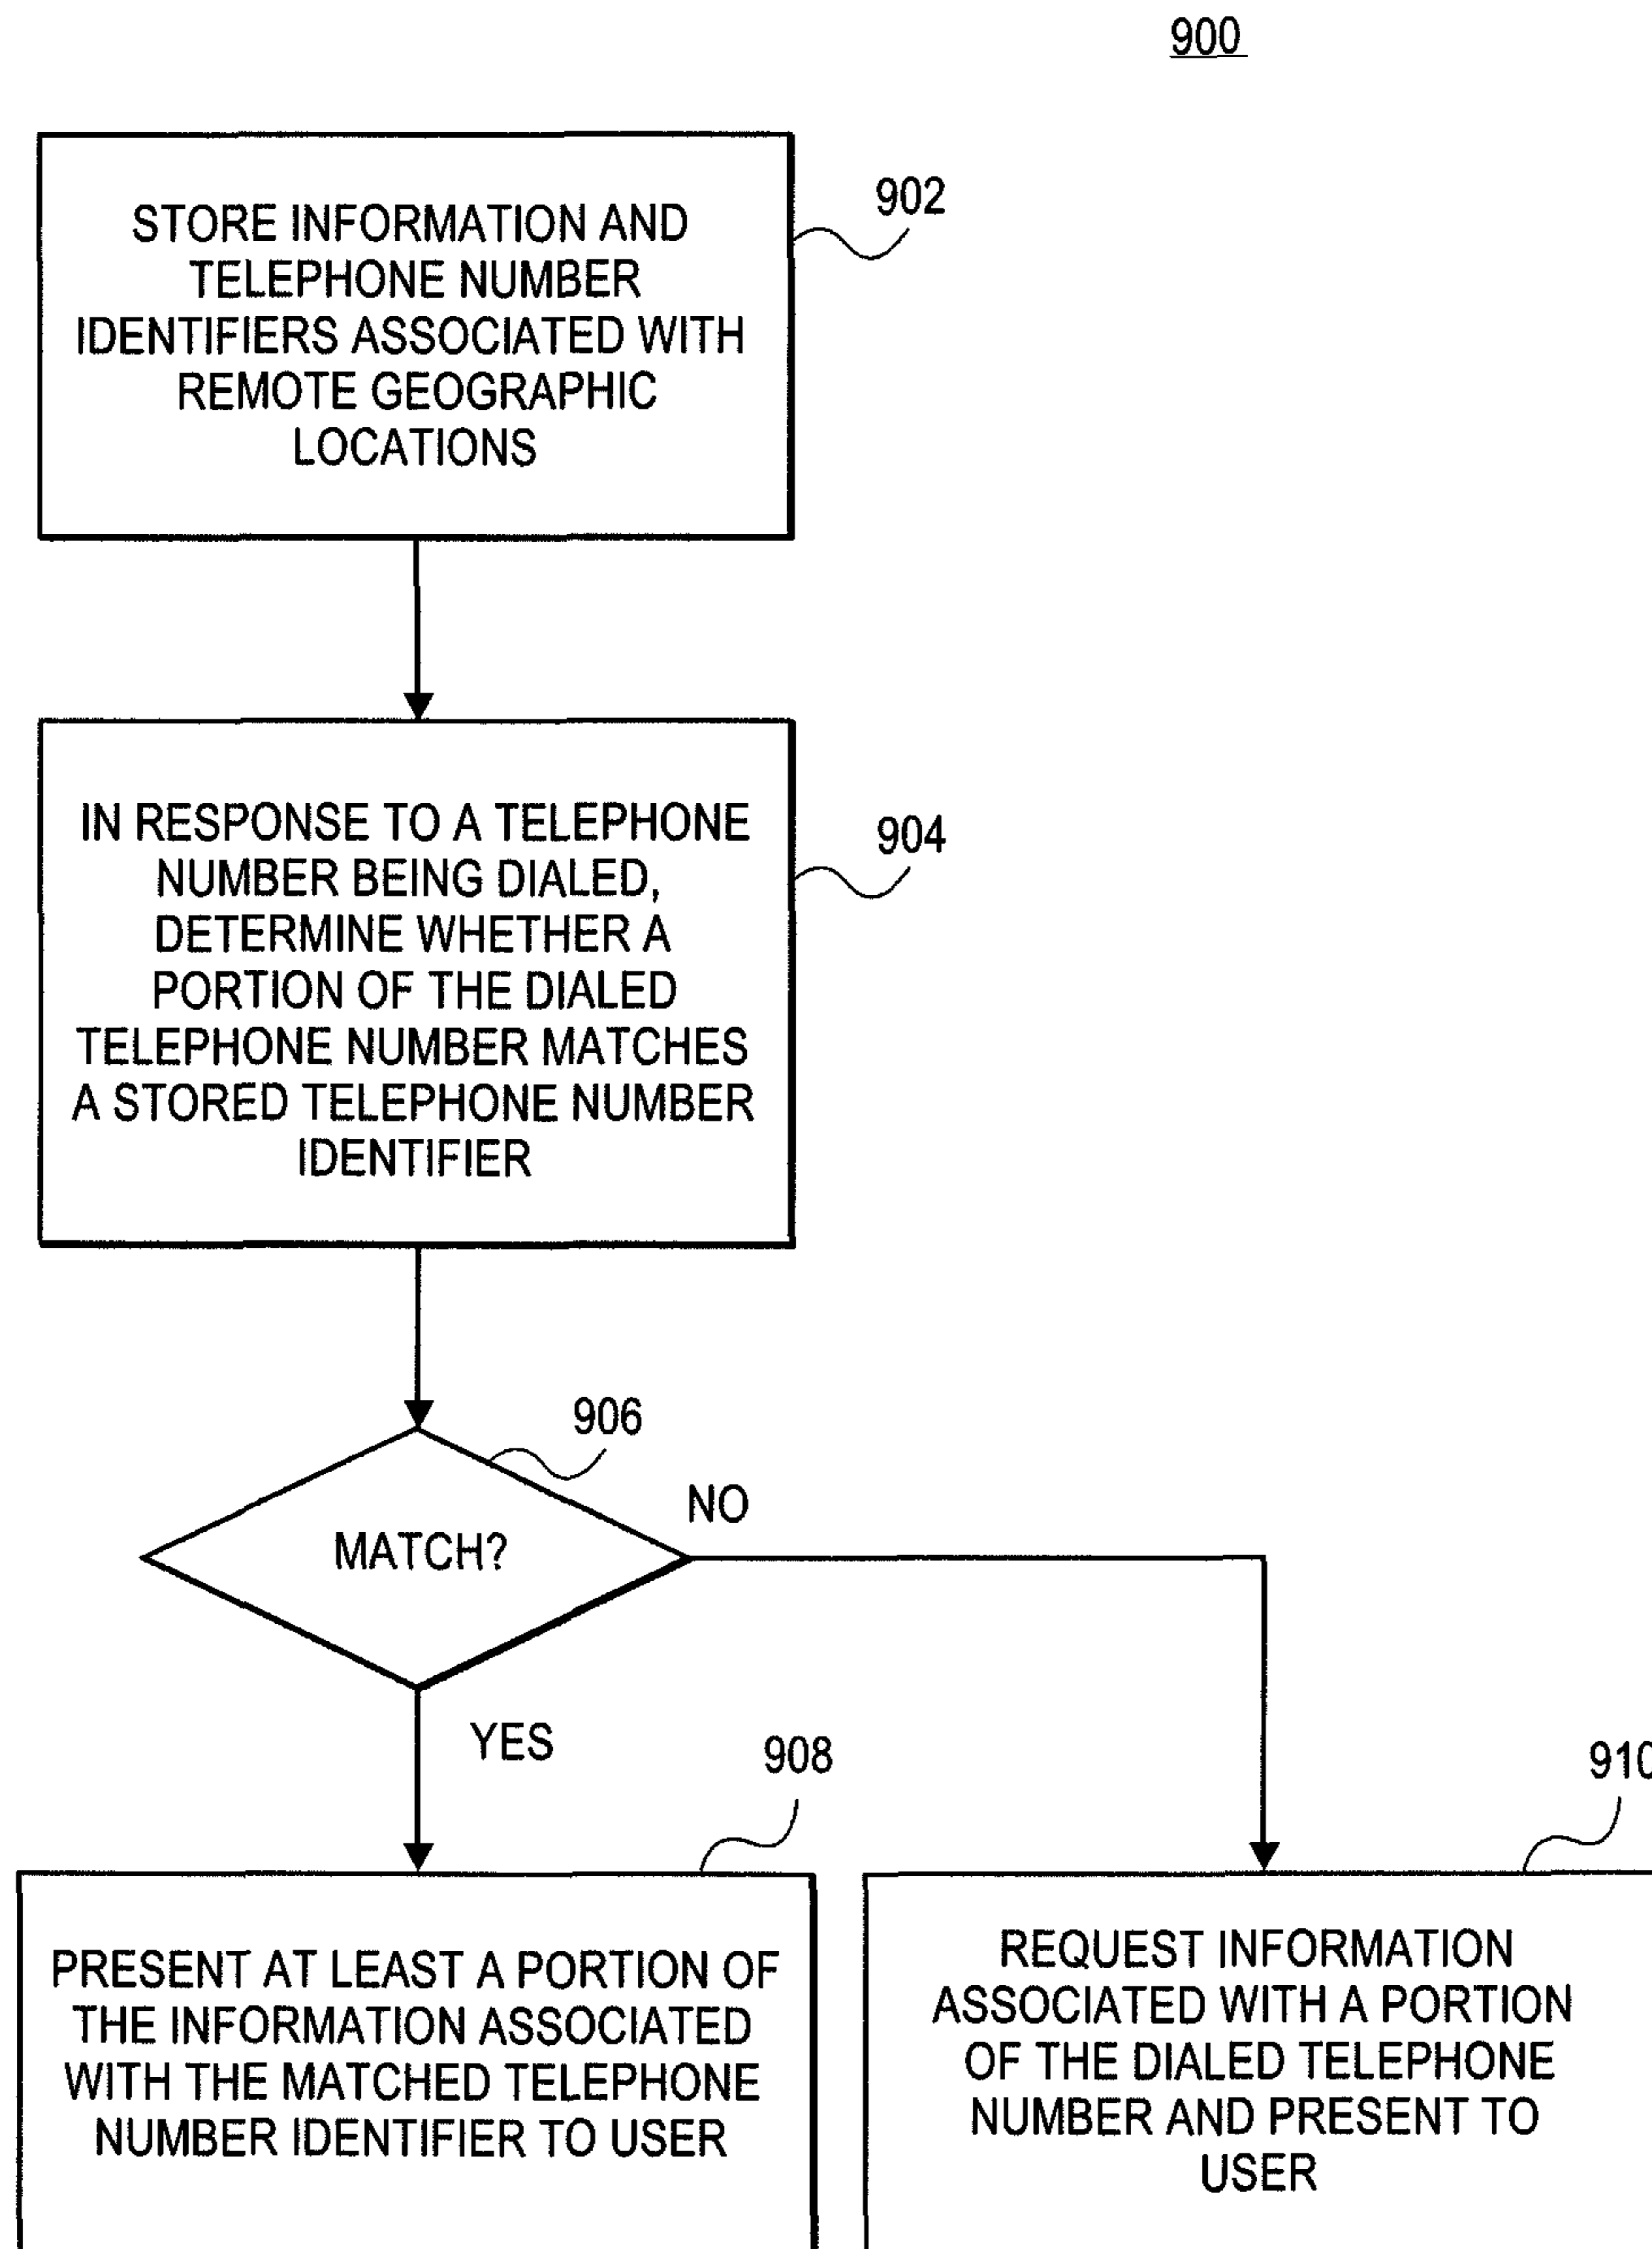 900
STORE INFORMATION AND
TELEPHONE NUMBER
IDENTIFIERS ASSOCIATED WITH
REMOTE GEOGRAPHIC
LOCATIONS
902
IN RESPONSE TO A TELEPHONE
NUMBER BEING DIALED,
DETERMINE WHETHER A
PORTION OF THE DIALED
TELEPHONE NUMBER MATCHES
A STORED TELEPHONE NUMBER
IDENTIFIER
904
906
MATCH?
NO
YES
908
PRESENT AT LEAST A PORTION OF
THE INFORMATION ASSOCIATED
WITH THE MATCHED TELEPHONE
NUMBER IDENTIFIER TO USER
910
REQUEST INFORMATION
ASSOCIATED WITH A PORTION
OF THE DIALED TELEPHONE
NUMBER AND PRESENT TO
USER